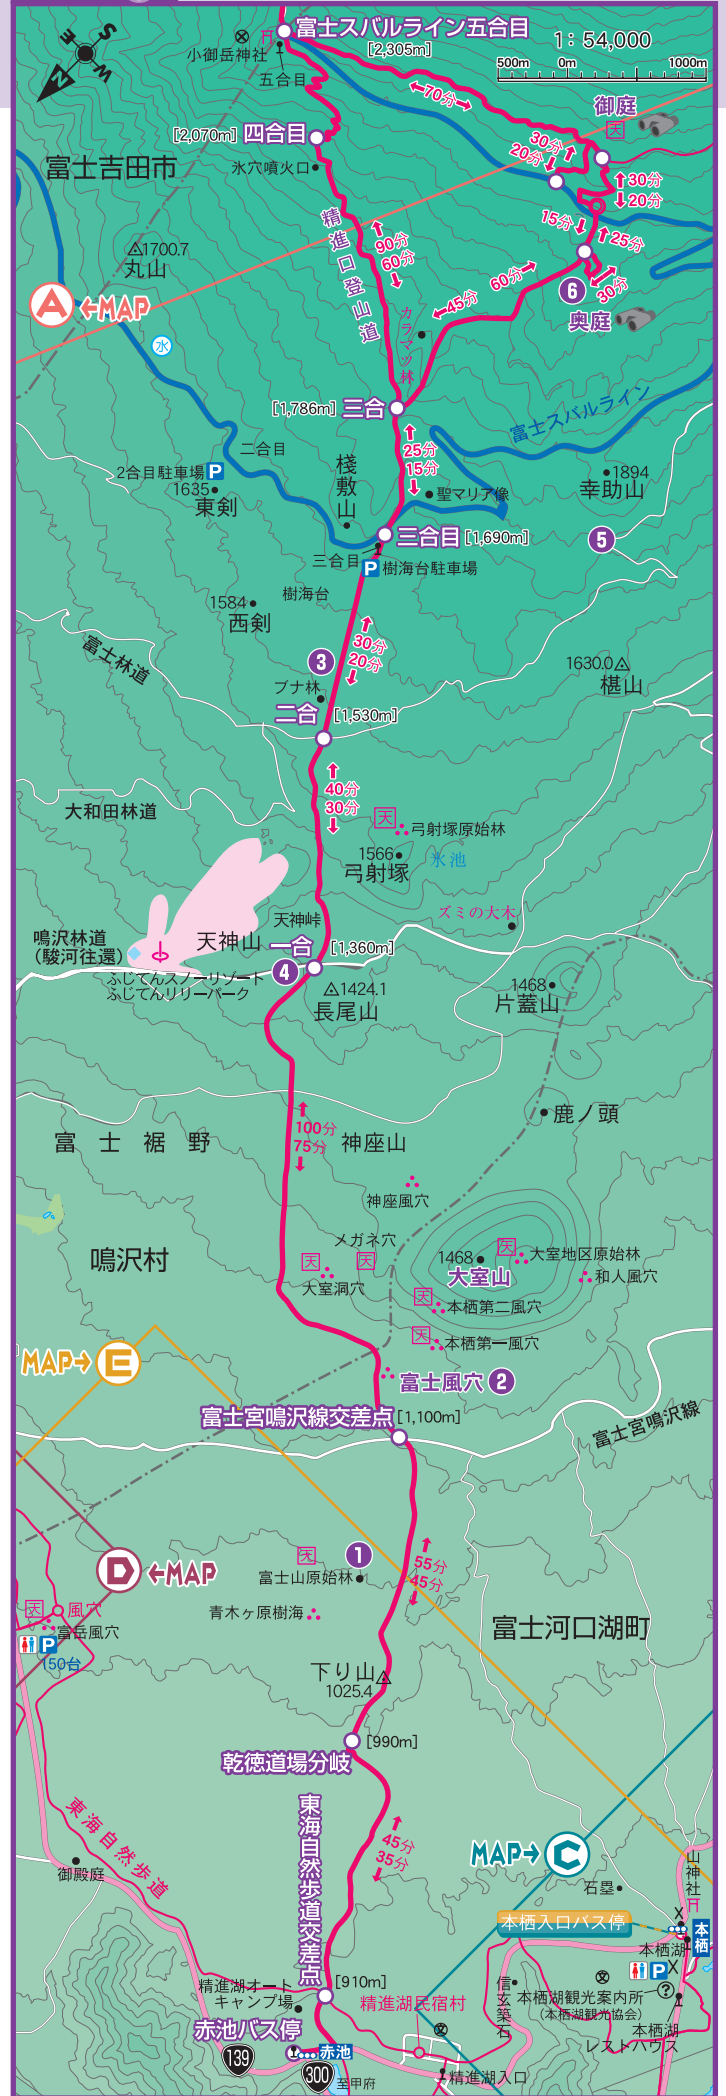 富士スバルライン五合目
[2,305m]
1：54,000
500m 0m 1000m
小御岳神社
五合目
S
E
W
N
←70分→
御庭
天
[2,070m] 四合目
氷穴噴火口
30分
20分
30分
20分
富士吉田市
精進口登山道
90分
60分
15分
25分
△1700.7
丸山
60分→
←45分
30分
6
奥庭
A ←MAP
水
カラマツ林
[1,786m] 三合
富士スバルライン
25分
15分
二合目
2合目駐車場 P
1635
東剣
桟敷山
聖マリア像
1894
幸助山
三合目 [1,690m]
5
三合目
P 樹海台駐車場
樹海台
1584
西剣
30分
20分
富士林道
3
1630.0△
椹山
ブナ林
二合 [1,530m]
40分
30分
大和田林道
天
弓射塚原始林
1566
弓射塚
氷池
ズミの大木
天神峠
鳴沢林道
(駿河往還)
天神山
一合 [1,360m]
ふじてんスノーリゾート
ふじてんリリーパーク
4
△1424.1
長尾山
1468
片蓋山
100分
75分
鹿ノ頭
富士裾野
神座山
神座風穴
鳴沢村
メガネ穴
天
天
大室洞穴
1468
大室山
天
大室地区原始林
和人風穴
天
本栖第二風穴
天
本栖第一風穴
MAP→ E
富士風穴 2
富士宮鳴沢線交差点 [1,100m]
富士宮鳴沢線
D ←MAP
天
1
富士山原始林
55分
45分
天
風穴
富岳風穴
P
150台
青木ヶ原樹海
富士河口湖町
下り山
1025.4
[990m]
乾徳道場分岐
東海自然歩道交差点
45分
35分
MAP→ C
東海自然歩道
御殿庭
山神社
石塁
本栖入口バス停
本栖
本栖湖
P
[910m]
精進湖オート
キャンプ場
精進湖民宿村
信玄築石
本栖湖観光案内所
(本栖湖観光協会)
?
本栖湖
レストハウス
赤池バス停
赤池
139
300
至甲府
精進湖入口